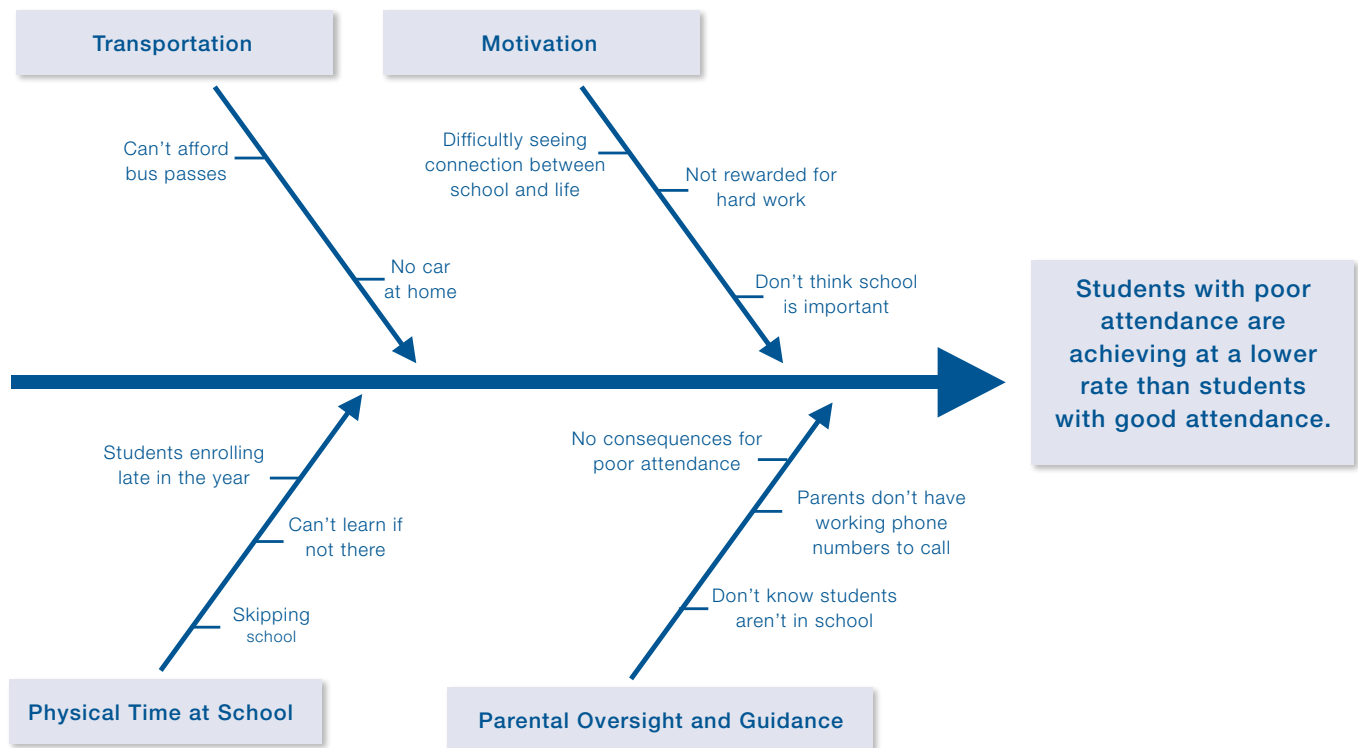 Transportation
Motivation
Can't afford
bus passes
No car
at home
Difficultly seeing
connection between
school and life
Not rewarded for
hard work
Don't think school
is important
Students with poor
attendance are
achieving at a lower
rate than students
with good attendance.
Students enrolling
late in the year
Can't learn if
not there
Skipping
school
No consequences for
poor attendance
Parents don't have
working phone
numbers to call
Don't know students
aren't in school
Physical Time at School
Parental Oversight and Guidance